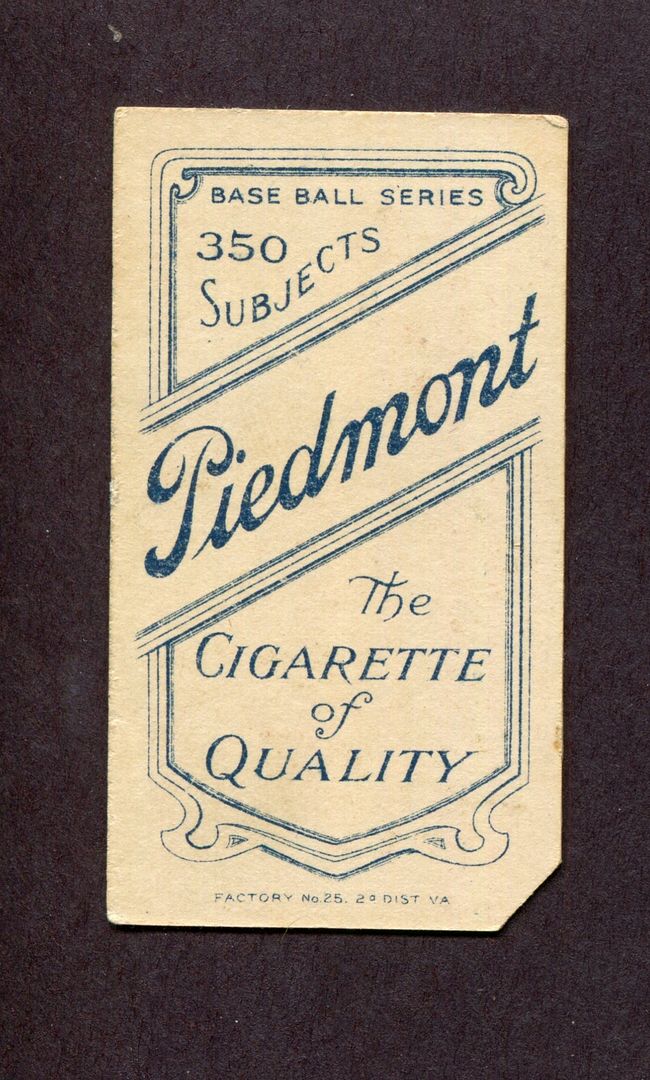 BASE BALL SERIES
350
SUBJECTS
Piedmont
The
CIGARETTE
of
QUALITY
FACTORY No. 25. 2D DIST VA